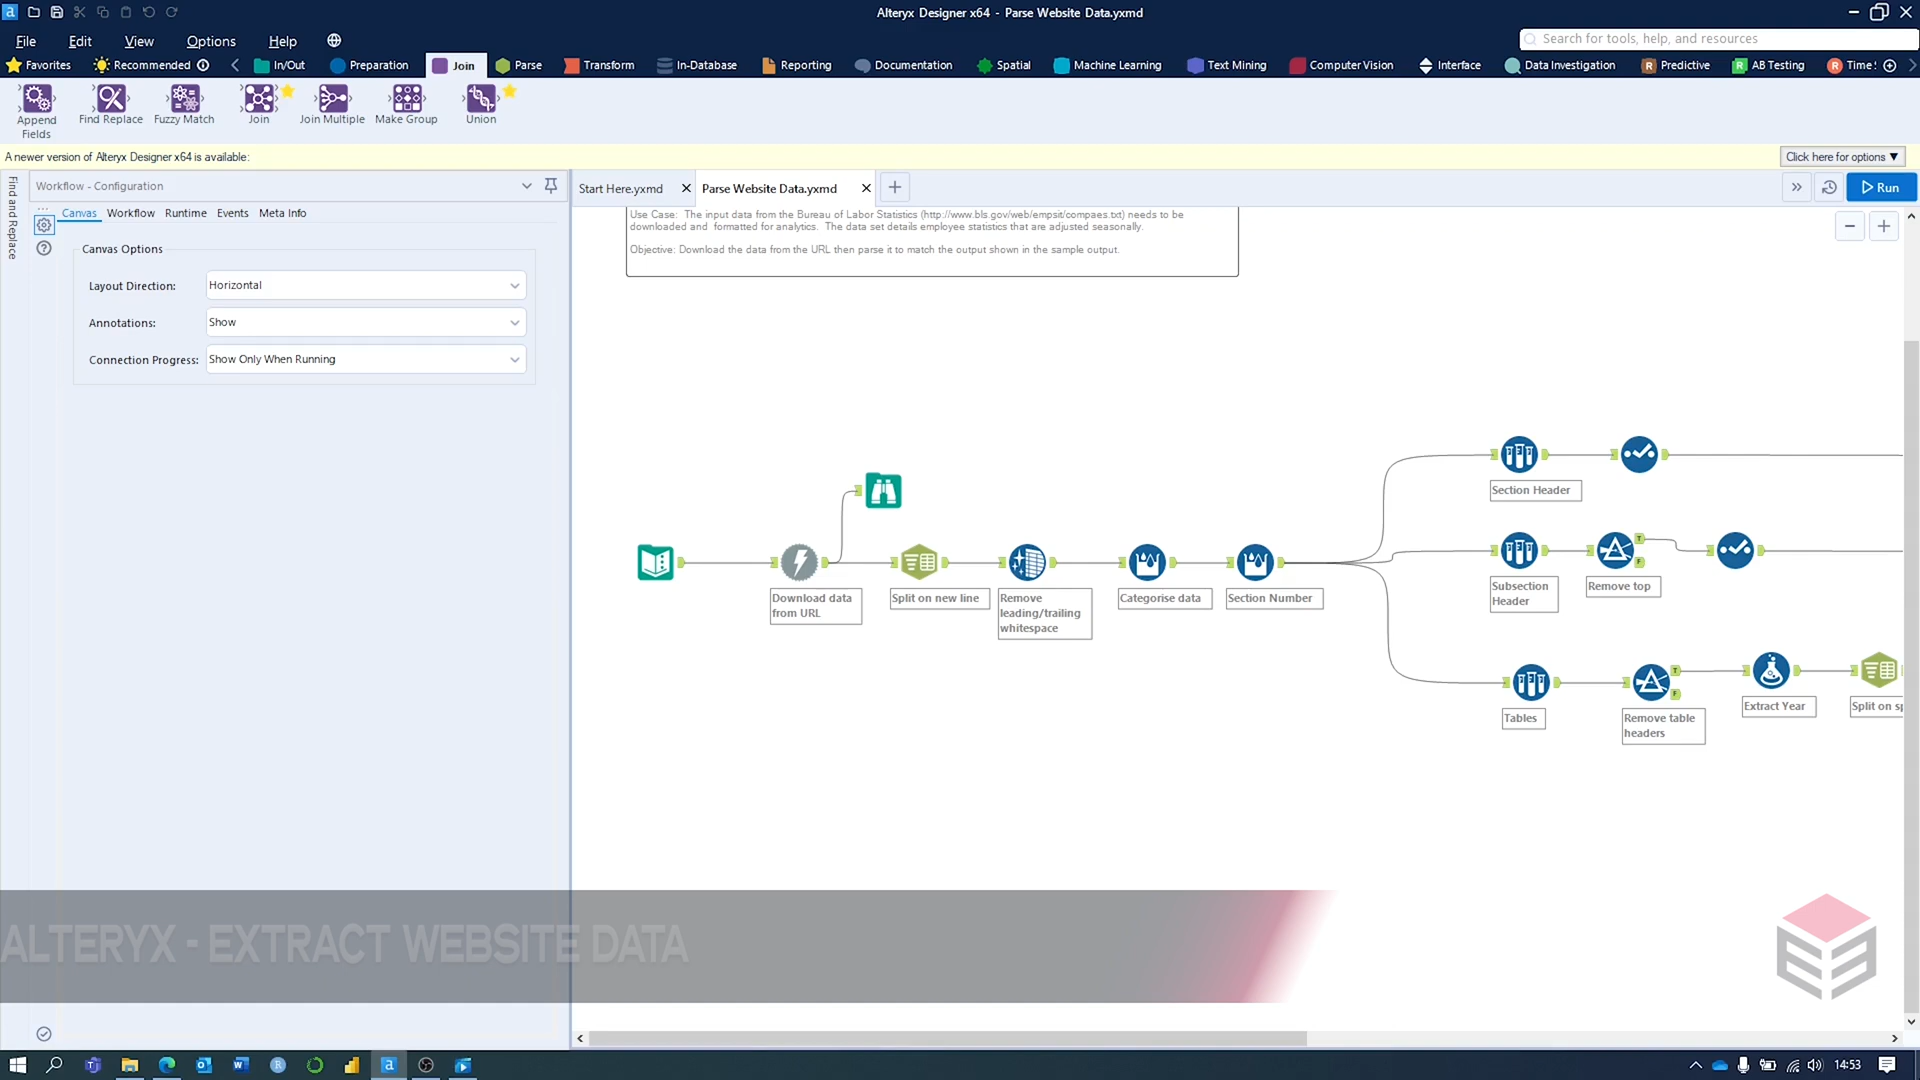 Alteryx Designer x64 - Parse Website Data.yxmd
File Edit View Options Help
Search for tools, help, and resources
Favorites Recommended In/Out Preparation Join Parse Transform In-Database Reporting Documentation Spatial Machine Learning Text Mining Computer Vision Interface Data Investigation Predictive AB Testing Time
Append Fields
Find Replace
Fuzzy Match
Join
Join Multiple
Make Group
Union
A newer version of Alteryx Designer x64 is available:
Click here for options ▼
Find and Replace
Workflow - Configuration
Start Here.yxmd
Parse Website Data.yxmd
Run
Canvas Workflow Runtime Events Meta Info
Canvas Options
Layout Direction: Horizontal
Annotations: Show
Connection Progress: Show Only When Running
Use Case: The input data from the Bureau of Labor Statistics (http://www.bls.gov/web/empsit/compaes.txt) needs to be
downloaded and formatted for analytics. The data set details employee statistics that are adjusted seasonally.
Objective: Download the data from the URL then parse it to match the output shown in the sample output.
Section Header
Subsection
Header
Remove top
Download data
from URL
Split on new line
Remove
leading/trailing
whitespace
Categorise data
Section Number
Tables
Remove table
headers
Extract Year
Split on sp
ALTERYX - EXTRACT WEBSITE DATA
14:53